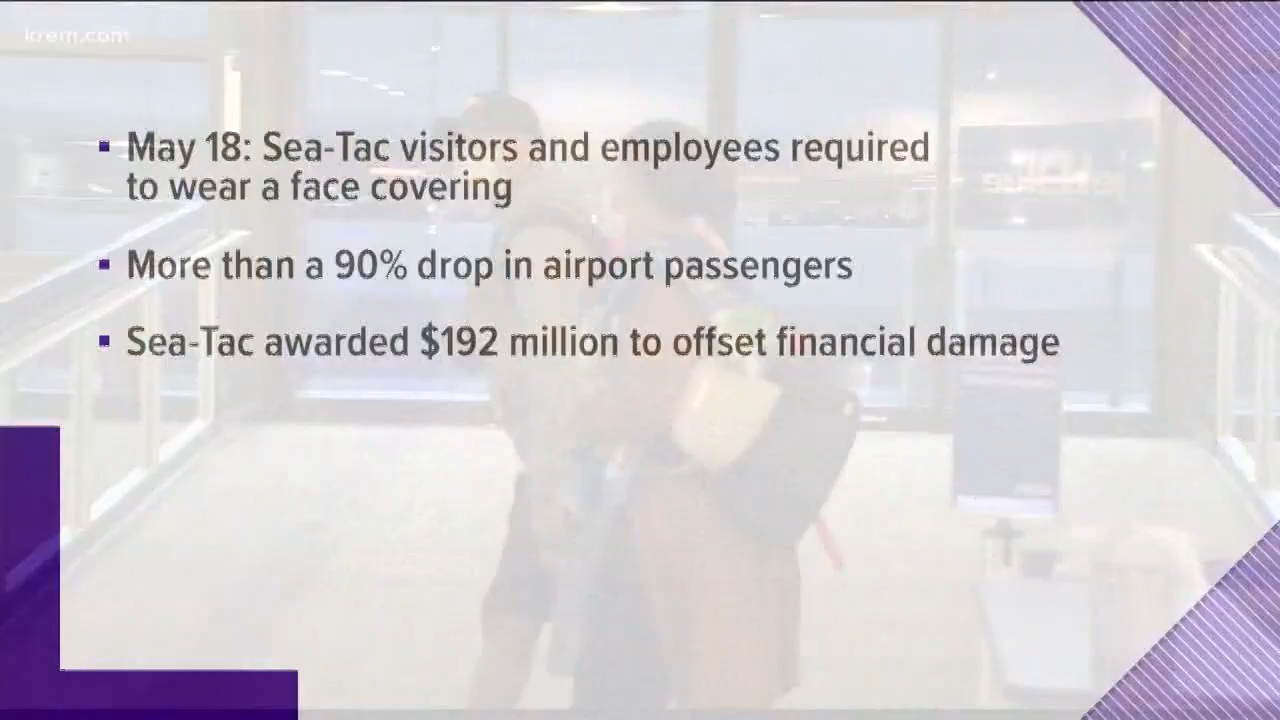 krem.com
▪ May 18: Sea-Tac visitors and employees required
to wear a face covering
▪ More than a 90% drop in airport passengers
▪ Sea-Tac awarded $192 million to offset financial damage